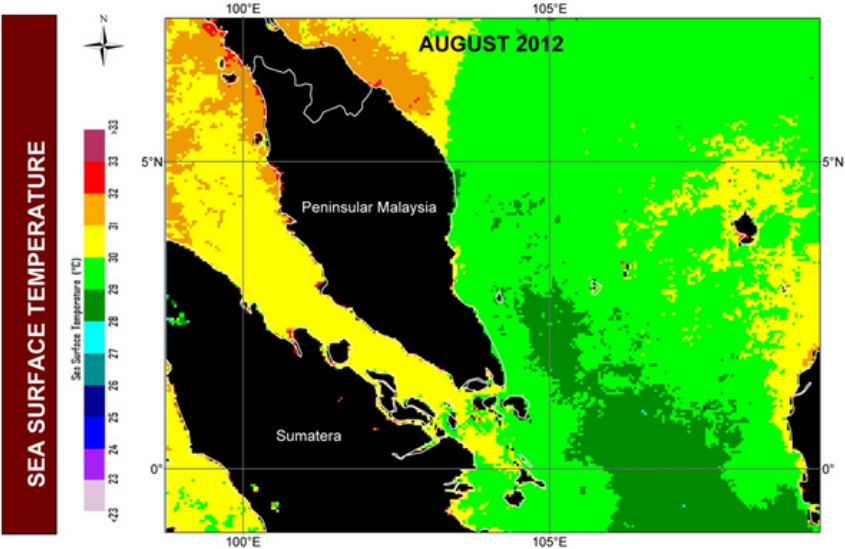 100°E
105°E
N
AUGUST 2012
SEA SURFACE TEMPERATURE
Sea Surface Temperature (°C)
>33
33
32
31
30
29
28
27
26
25
24
23
<23
5°N
5°N
Peninsular Malaysia
Sumatera
0°
0°
100°E
105°E